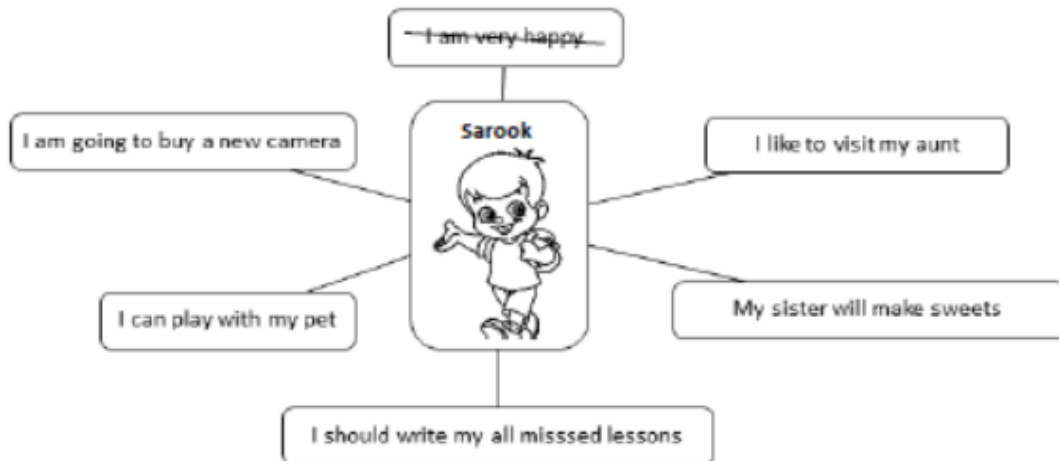 I am very happy
Sarook
I am going to buy a new camera
I like to visit my aunt
I can play with my pet
My sister will make sweets
I should write my all misssed lessons